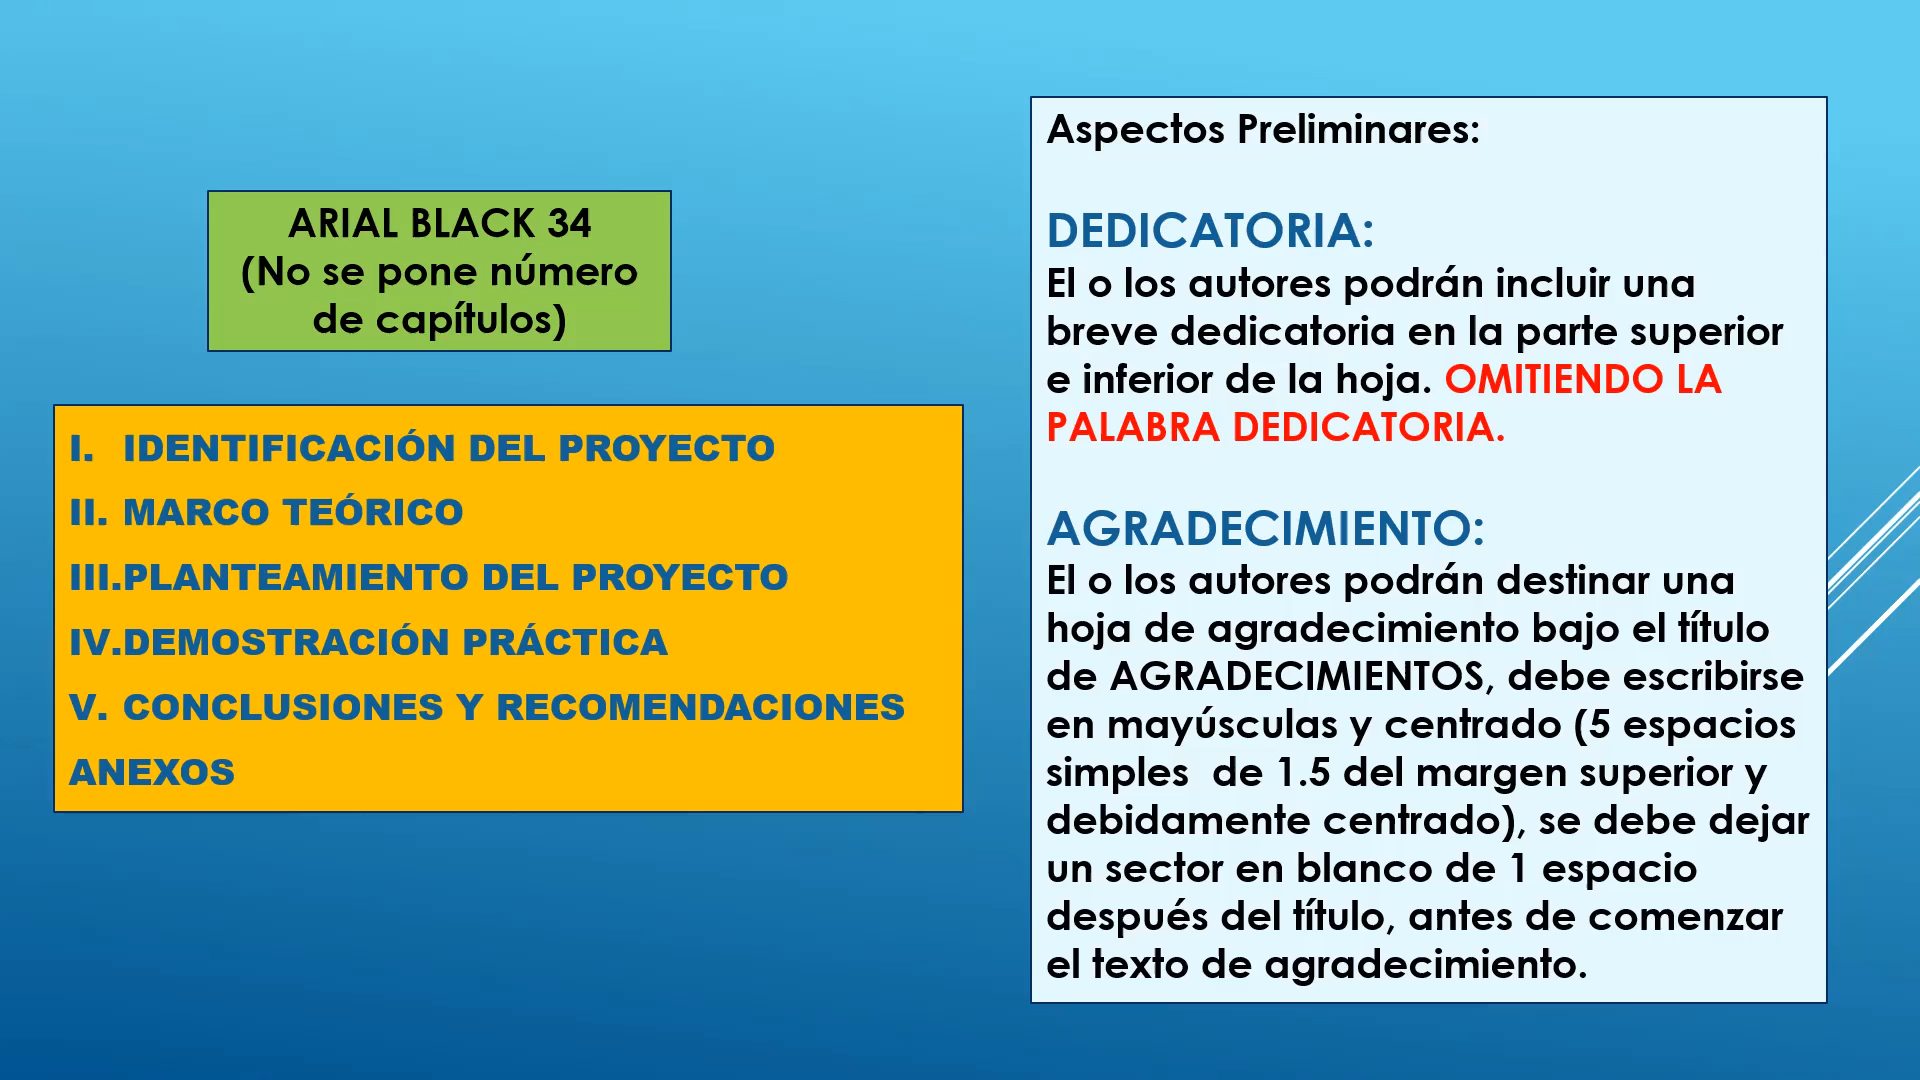 ARIAL BLACK 34
(No se pone número
de capítulos)
I. IDENTIFICACIÓN DEL PROYECTO
II. MARCO TEÓRICO
III.PLANTEAMIENTO DEL PROYECTO
IV.DEMOSTRACIÓN PRÁCTICA
V. CONCLUSIONES Y RECOMENDACIONES
ANEXOS
Aspectos Preliminares:
DEDICATORIA:
El o los autores podrán incluir una
breve dedicatoria en la parte superior
e inferior de la hoja. OMITIENDO LA
PALABRA DEDICATORIA.
AGRADECIMIENTO:
El o los autores podrán destinar una
hoja de agradecimiento bajo el título
de AGRADECIMIENTOS, debe escribirse
en mayúsculas y centrado (5 espacios
simples  de 1.5 del margen superior y
debidamente centrado), se debe dejar
un sector en blanco de 1 espacio
después del título, antes de comenzar
el texto de agradecimiento.